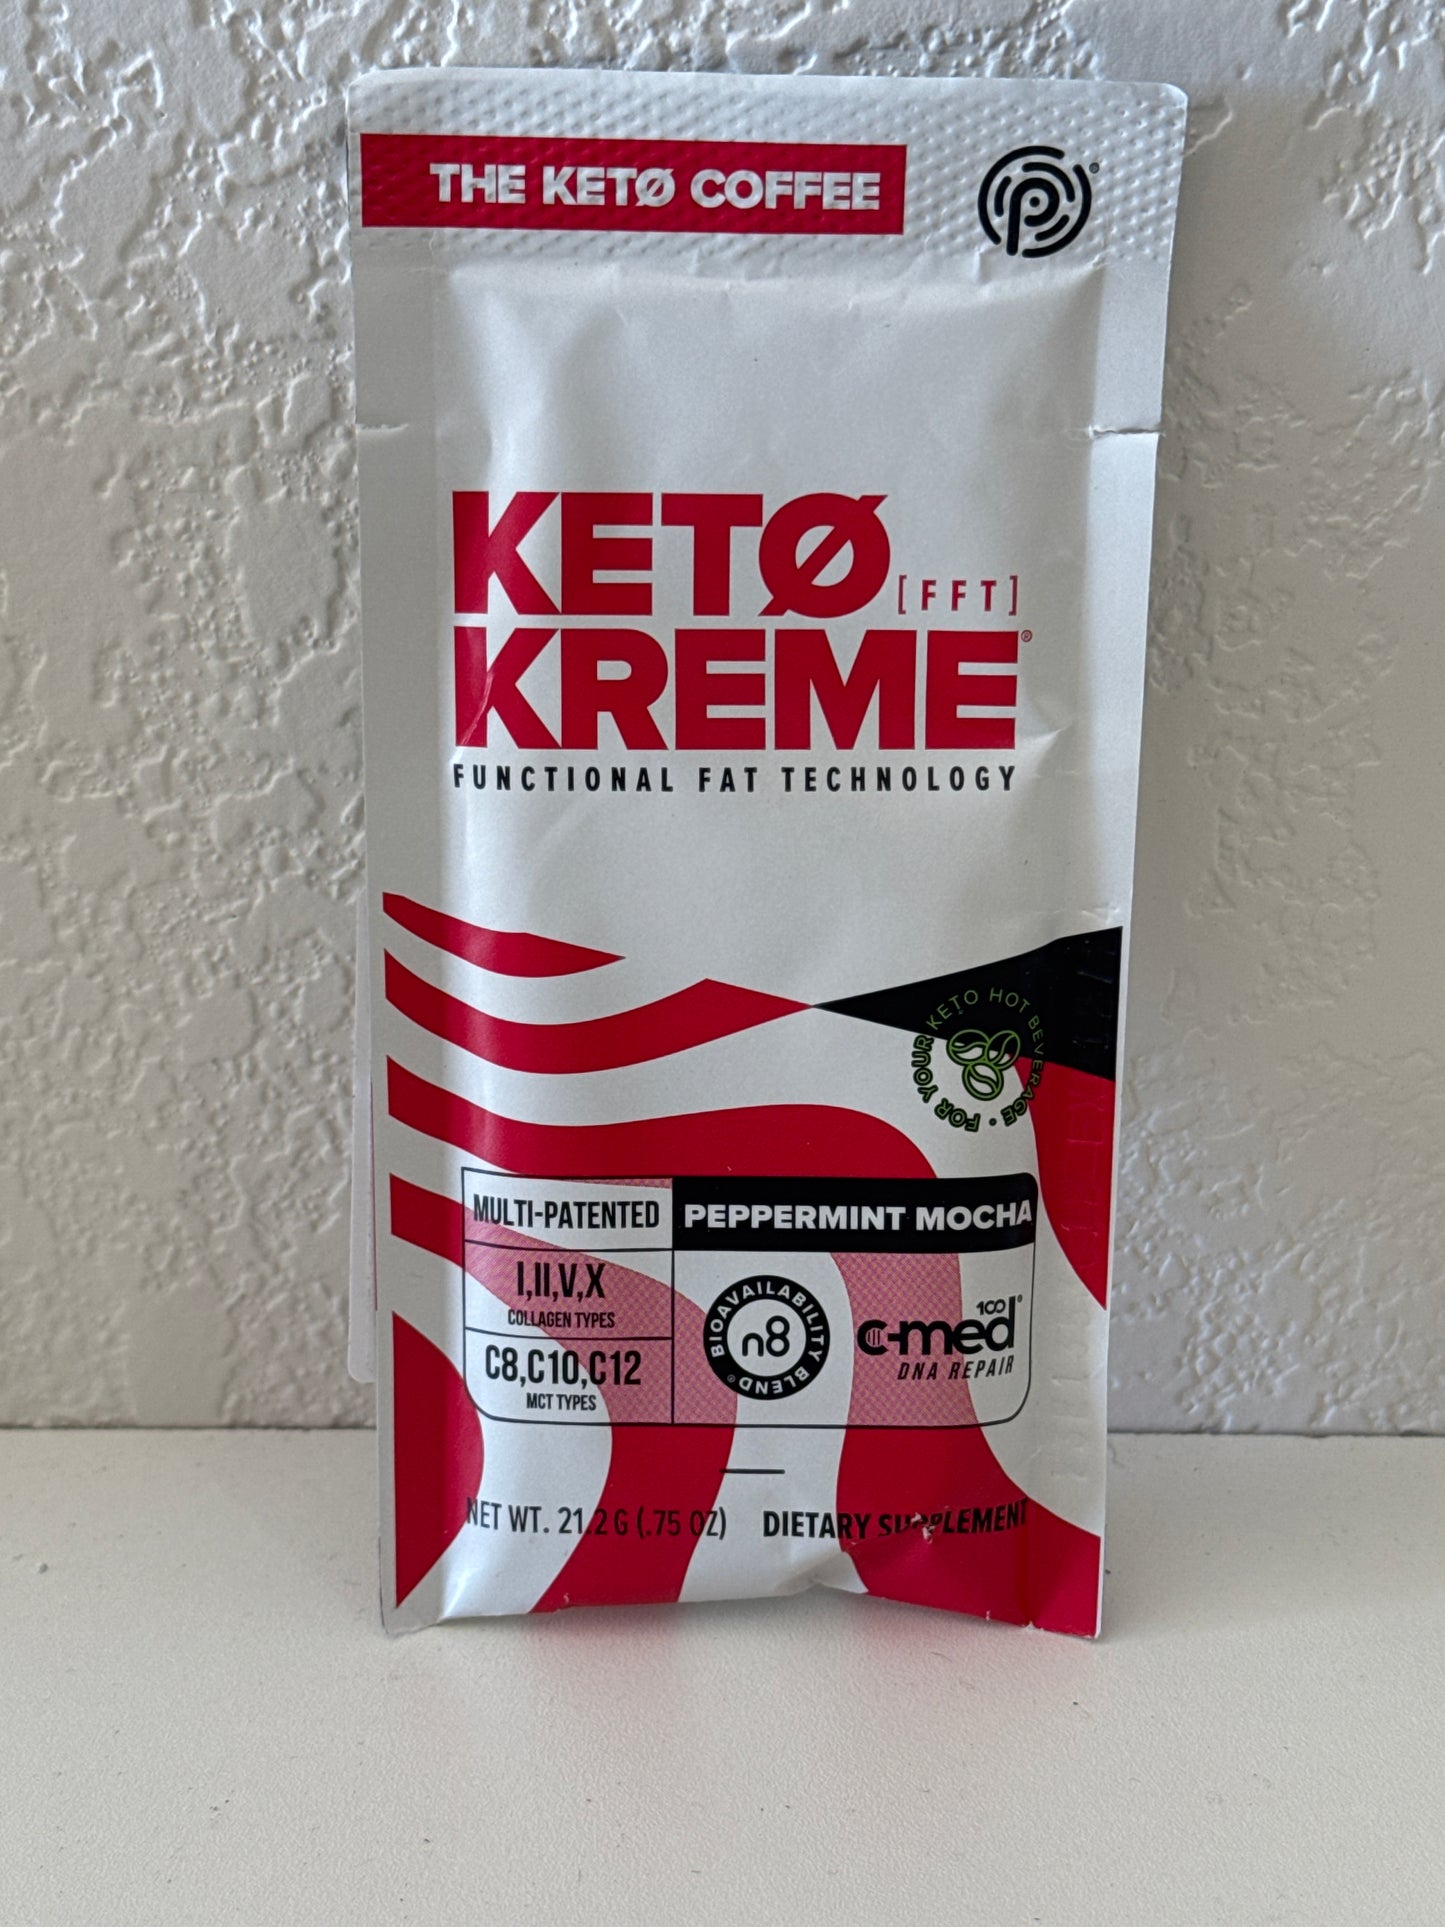 THE KETØ COFFEE
P®
KETØ [FFT]
KREME®
FUNCTIONAL FAT TECHNOLOGY
FOR YOUR KETO HOT BEVERAGE •
MULTI-PATENTED
PEPPERMINT MOCHA
I,II,V,X
COLLAGEN TYPES
C8,C10,C12
MCT TYPES
BIOAVAILABILITY BLEND®
n8
c-med 100®
DNA REPAIR
NET WT. 21.2 G (.75 OZ) DIETARY SUPPLEMENT